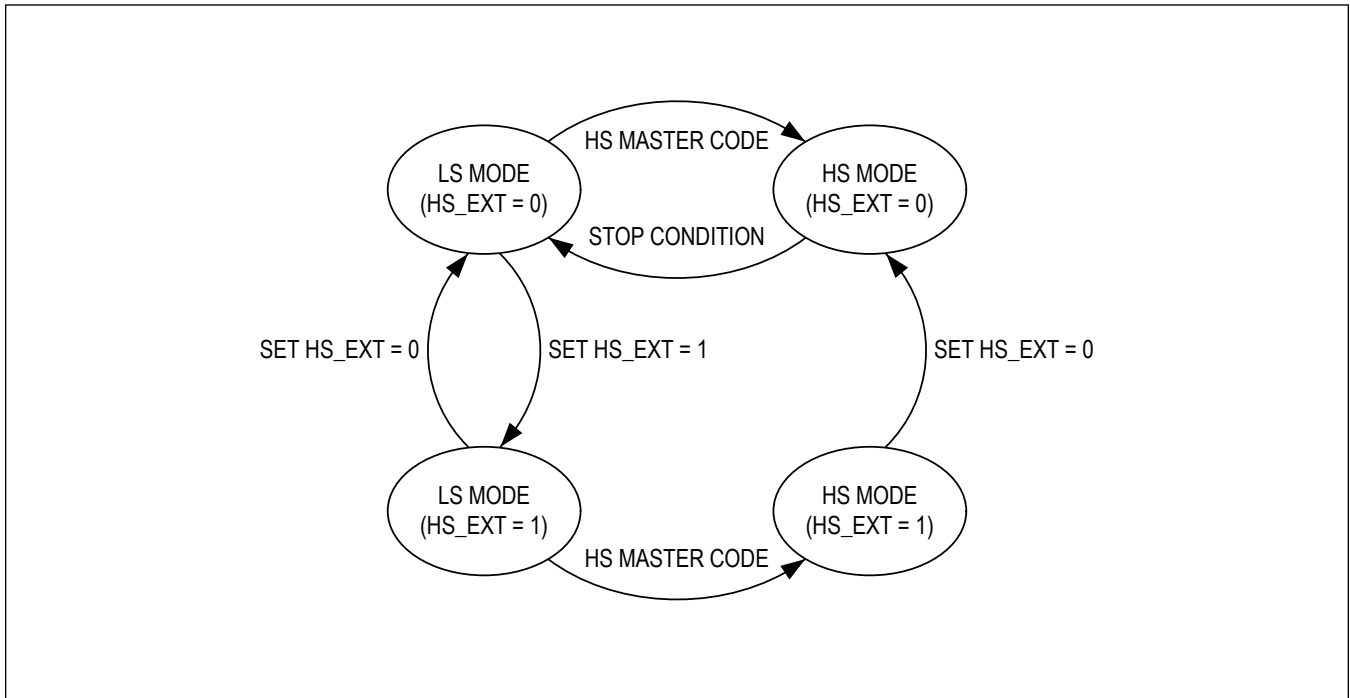 HS MASTER CODE
LS MODE
(HS_EXT = 0)
HS MODE
(HS_EXT = 0)
STOP CONDITION
SET HS_EXT = 0
SET HS_EXT = 1
SET HS_EXT = 0
LS MODE
(HS_EXT = 1)
HS MODE
(HS_EXT = 1)
HS MASTER CODE